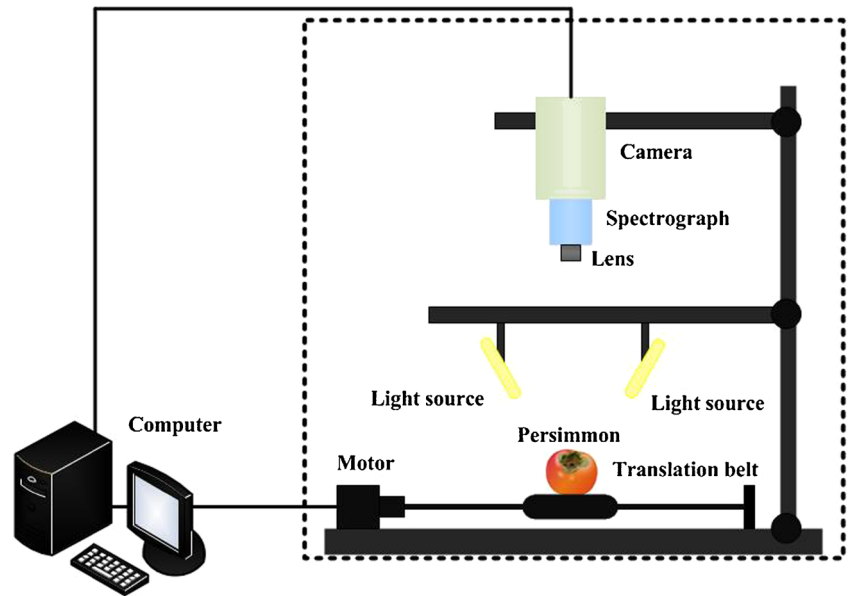 Camera
Spectrograph
Lens
Light source
Light source
Computer
Persimmon
Motor
Translation belt